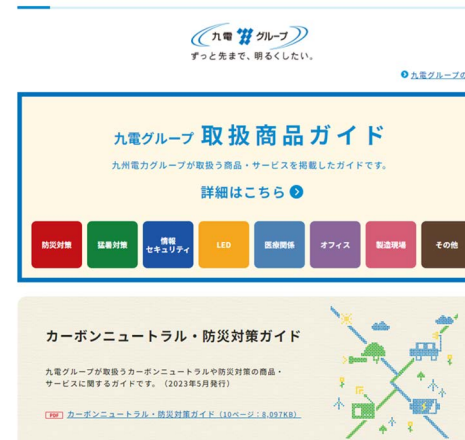 九電グループ
ずっと先まで、明るくしたい。
九電グループの
九電グループ 取扱商品ガイド
九州電力グループが取扱う商品・サービスを掲載したガイドです。
詳細はこちら
防災対策
猛暑対策
情報
セキュリティ
LED
医療関係
オフィス
製造現場
その他
カーボンニュートラル・防災対策ガイド
九電グループが取扱うカーボンニュートラルや防災対策の商品・
サービスに関するガイドです。（2023年5月発行）
PDF カーボンニュートラル・防災対策ガイド（10ページ：8,097KB）